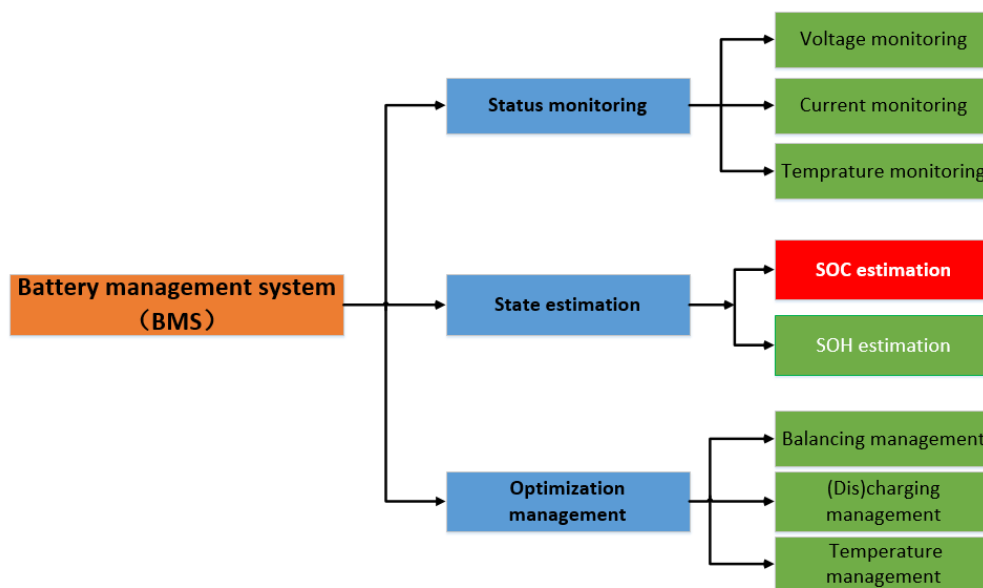 Voltage monitoring
Status monitoring
Current monitoring
Temprature monitoring
Battery management system
（BMS）
State estimation
SOC estimation
SOH estimation
Optimization
management
Balancing management
(Dis)charging
management
Temperature
management